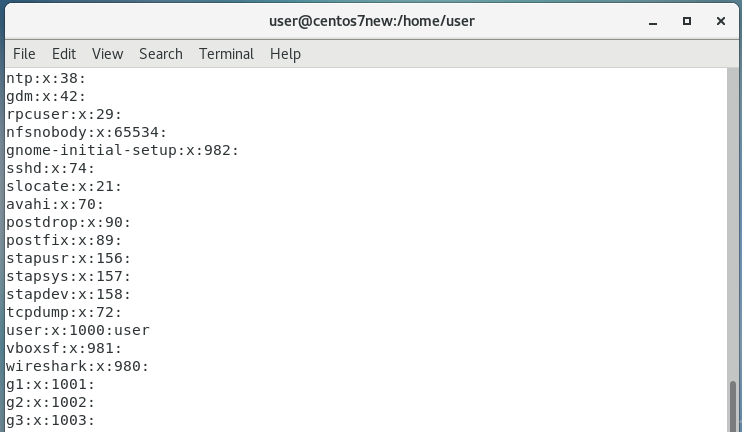 user@centos7new:/home/user
File Edit View Search Terminal Help
ntp:x:38:
gdm:x:42:
rpcuser:x:29:
nfsnobody:x:65534:
gnome-initial-setup:x:982:
sshd:x:74:
slocate:x:21:
avahi:x:70:
postdrop:x:90:
postfix:x:89:
stapusr:x:156:
stapsys:x:157:
stapdev:x:158:
tcpdump:x:72:
user:x:1000:user
vboxsf:x:981:
wireshark:x:980:
g1:x:1001:
g2:x:1002:
g3:x:1003: